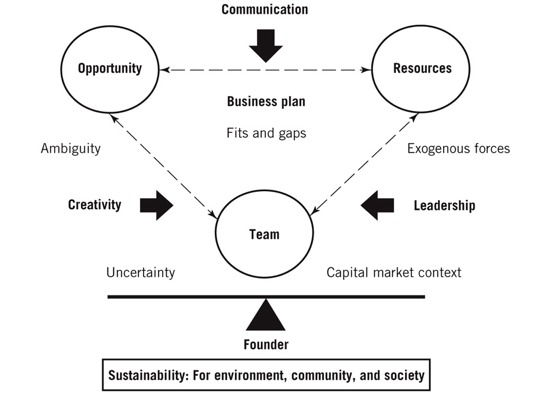 Communication
Opportunity
Resources
Business plan
Fits and gaps
Ambiguity
Exogenous forces
Creativity
Leadership
Team
Uncertainty
Capital market context
Founder
Sustainability: For environment, community, and society